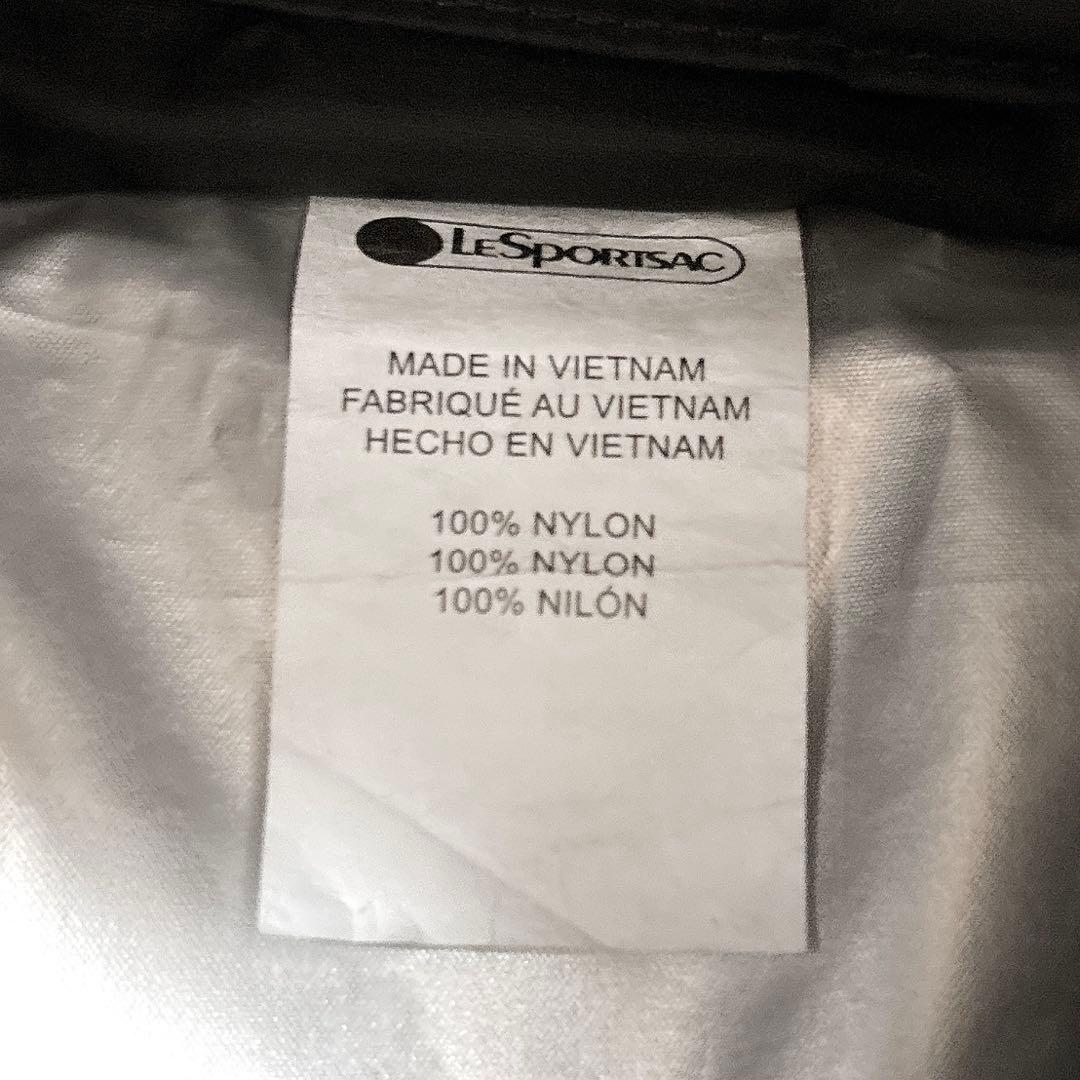 LESPORTSAC
MADE IN VIETNAM
FABRIQUÉ AU VIETNAM
HECHO EN VIETNAM
100% NYLON
100% NYLON
100% NILÓN